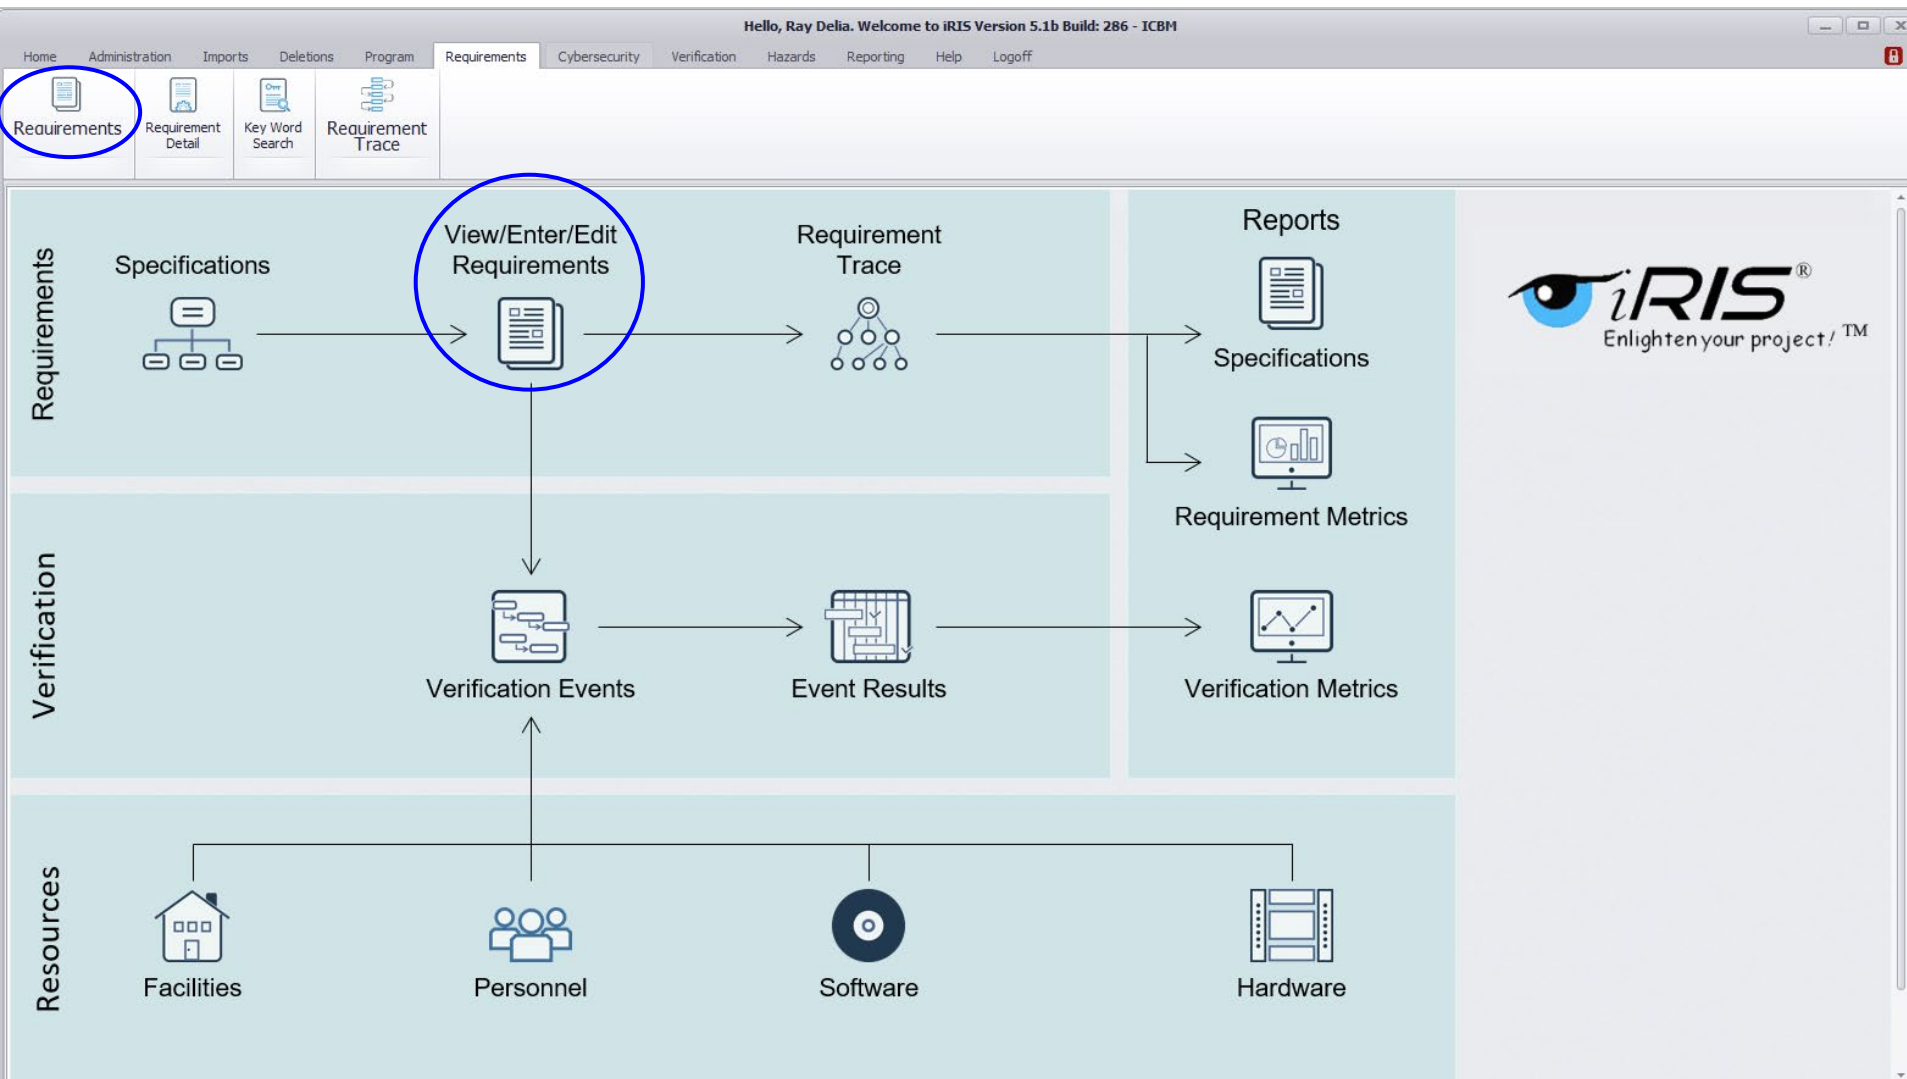 Hello, Ray Delia. Welcome to iRIS Version 5.1b Build: 286 - ICBM
Home Administration Imports Deletions Program Requirements Cybersecurity Verification Hazards Reporting Help Logoff
Requirements
Requirement
Detail
Key Word
Search
Requirement
Trace
Requirements
Specifications
View/Enter/Edit
Requirements
Requirement
Trace
Reports
Specifications
Requirement Metrics
iRIS®
Enlighten your project! TM
Verification
Verification Events
Event Results
Verification Metrics
Resources
Facilities
Personnel
Software
Hardware